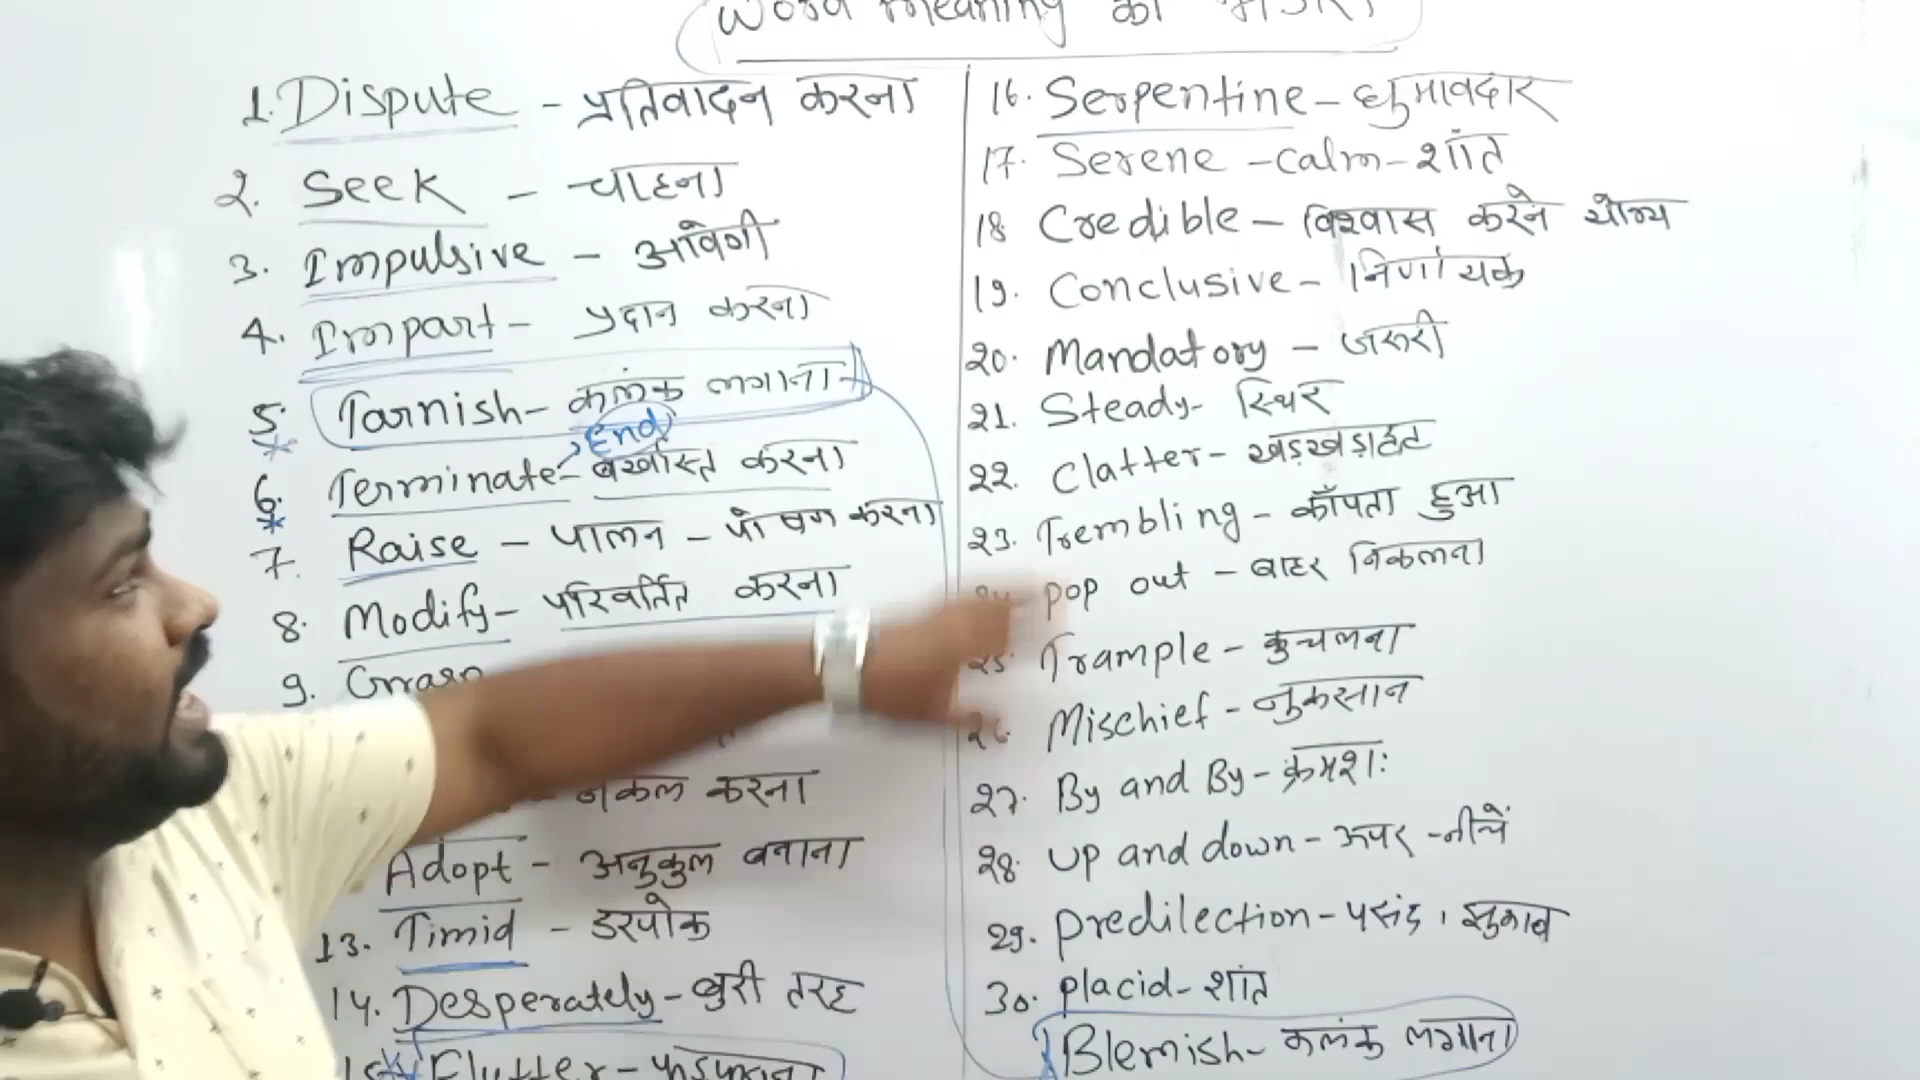 Word meaning का
1. Dispute - प्रतिवादन करना
2. Seek - चाहना
3. Impulsive - आवेगी
4. Impart - प्रदान करना
5. Tarnish - कलंक लगाना
End
6. Terminate - बर्खास्त करना
7. Raise - पालन - पोषण करना
8. Modify - परिवर्तित करना
9. Grasp
नकल करना
Adopt - अनुकुल बनाना
13. Timid - डरपोक
14. Desperately - बुरी तरह
15. Flutter - फड़फड़ाना
16. Serpentine - घुमावदार
17. Serene - calm - शांत
18 Credible - विश्वास करने योग्य
19. Conclusive - निर्णायक
20. Mandatory - जरूरी
21. Steady - स्थिर
22. Clatter - खड़खड़ाहट
23. Trembling - काँपता हुआ
24. pop out - बाहर निकलना
25. Trample - कुचलना
26. Mischief - नुकसान
27. By and By - क्रमश:
28. Up and down - ऊपर - नीचें
29. predilection - पसंद, झुकाव
30. placid - शांत
Blemish - कलंक लगाना